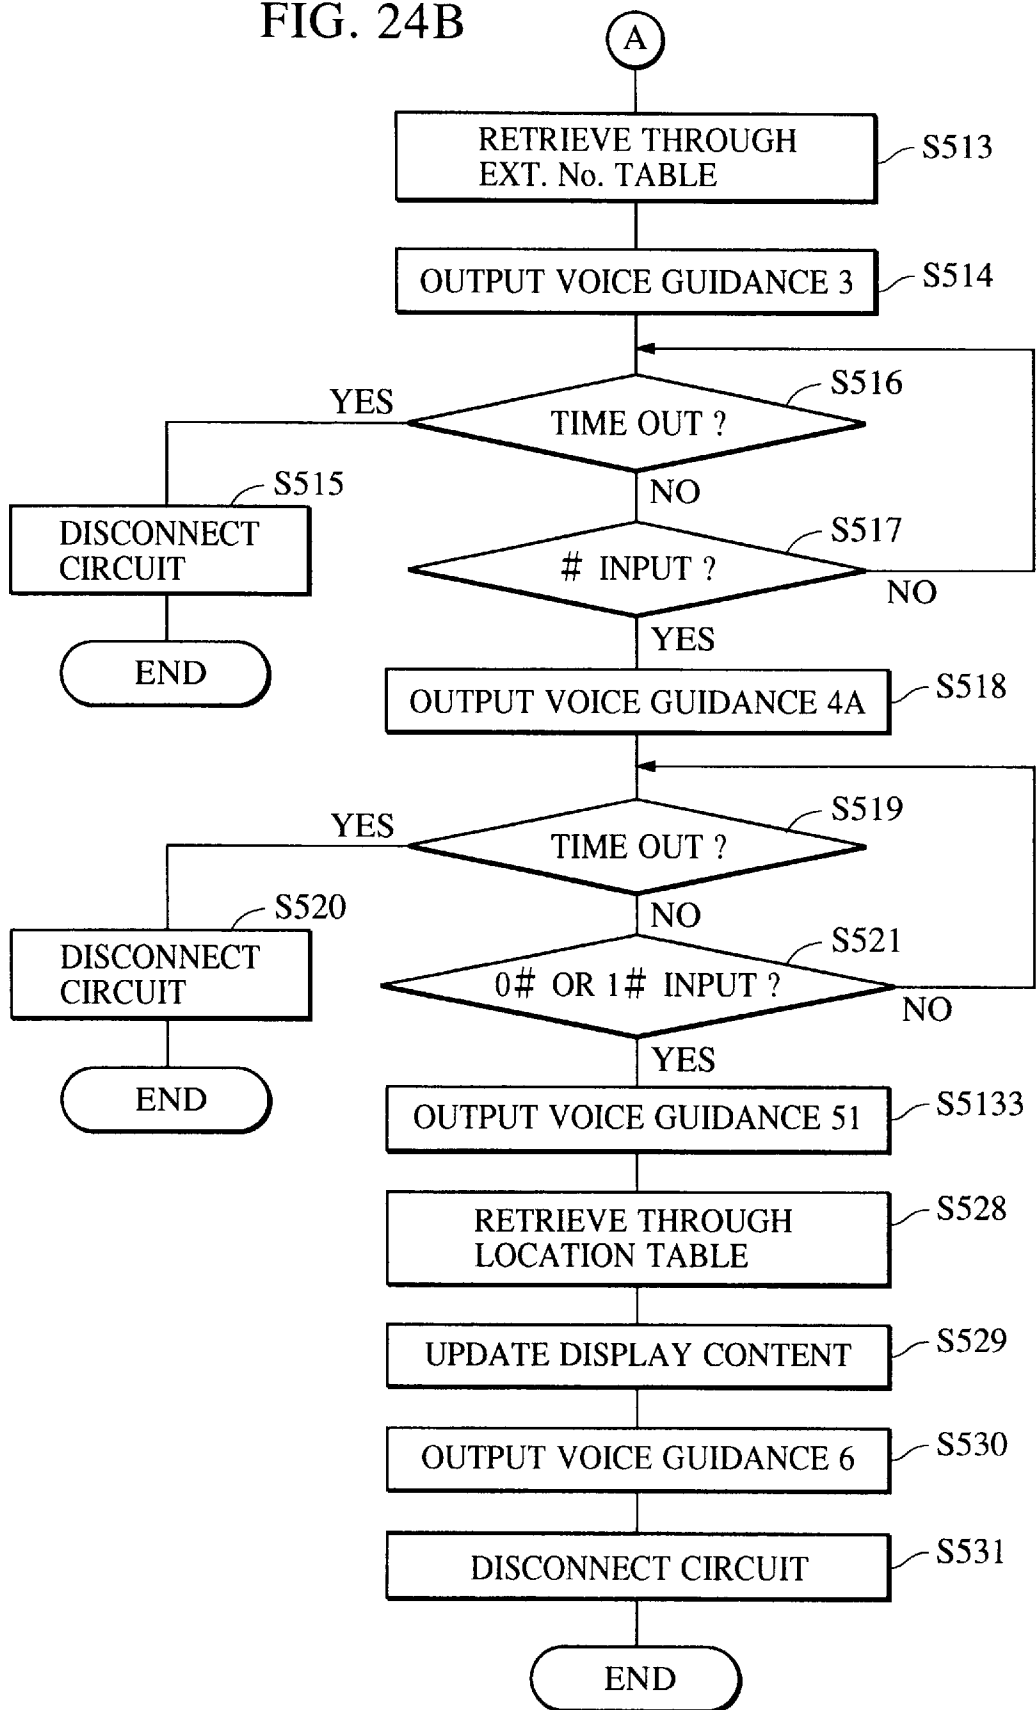 FIG. 24B
A
RETRIEVE THROUGH
EXT. No. TABLE
S513
OUTPUT VOICE GUIDANCE 3
S514
TIME OUT ?
S516
YES
NO
S515
DISCONNECT
CIRCUIT
END
# INPUT ?
S517
NO
YES
OUTPUT VOICE GUIDANCE 4A
S518
TIME OUT ?
S519
YES
NO
S520
DISCONNECT
CIRCUIT
END
0# OR 1# INPUT ?
S521
NO
YES
OUTPUT VOICE GUIDANCE 51
S5133
RETRIEVE THROUGH
LOCATION TABLE
S528
UPDATE DISPLAY CONTENT
S529
OUTPUT VOICE GUIDANCE 6
S530
DISCONNECT CIRCUIT
S531
END